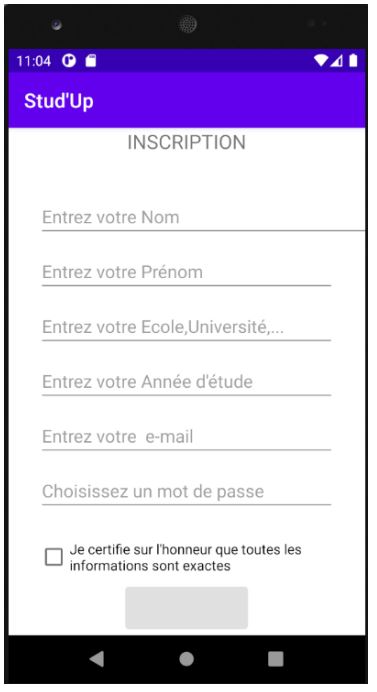 11:04
Stud'Up
INSCRIPTION
Entrez votre Nom
Entrez votre Prénom
Entrez votre Ecole,Université,...
Entrez votre Année d'étude
Entrez votre  e-mail
Choisissez un mot de passe
Je certifie sur l'honneur que toutes les
informations sont exactes